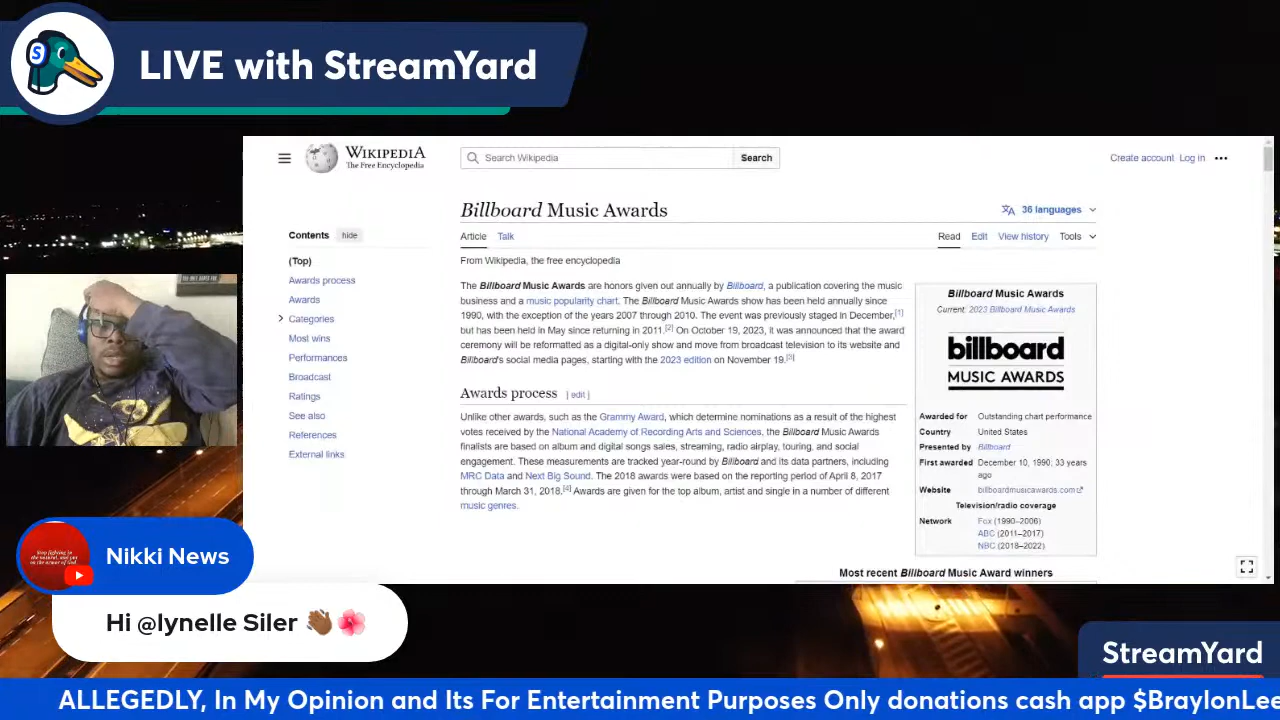 S
LIVE with StreamYard
WIKIPEDIA
The Free Encyclopedia
Search Wikipedia
Search
Create account Log in
Billboard Music Awards
36 languages
Contents hide
Article Talk
Read Edit View history Tools
(Top)
Awards process
Awards
Categories
Most wins
Performances
Broadcast
Ratings
See also
References
External links
From Wikipedia, the free encyclopedia
The Billboard Music Awards are honors given out annually by Billboard, a publication covering the music
business and a music popularity chart. The Billboard Music Awards show has been held annually since
1990, with the exception of the years 2007 through 2010. The event was previously staged in December,[1]
but has been held in May since returning in 2011.[2] On October 19, 2023, it was announced that the award
ceremony will be reformatted as a digital-only show and move from broadcast television to its website and
Billboard's social media pages, starting with the 2023 edition on November 19.[3]
Awards process [ edit ]
Unlike other awards, such as the Grammy Award, which determine nominations as a result of the highest
votes received by the National Academy of Recording Arts and Sciences, the Billboard Music Awards
finalists are based on album and digital songs sales, streaming, radio airplay, touring, and social
engagement. These measurements are tracked year-round by Billboard and its data partners, including
MRC Data and Next Big Sound. The 2018 awards were based on the reporting period of April 8, 2017
through March 31, 2018.[4] Awards are given for the top album, artist and single in a number of different
music genres.
Billboard Music Awards
Current: 2023 Billboard Music Awards
billboard
MUSIC AWARDS
Awarded for Outstanding chart performance
Country United States
Presented by Billboard
First awarded December 10, 1990; 33 years
ago
Website billboardmusicawards.com
Television/radio coverage
Network Fox (1990–2006)
ABC (2011–2017)
NBC (2018–2022)
Most recent Billboard Music Award winners
Stop fighting in
the natural, and put
on the armor of God
Nikki News
Hi @lynelle Siler 👋🏾🌺
StreamYard
ALLEGEDLY, In My Opinion and Its For Entertainment Purposes Only donations cash app $BraylonLee